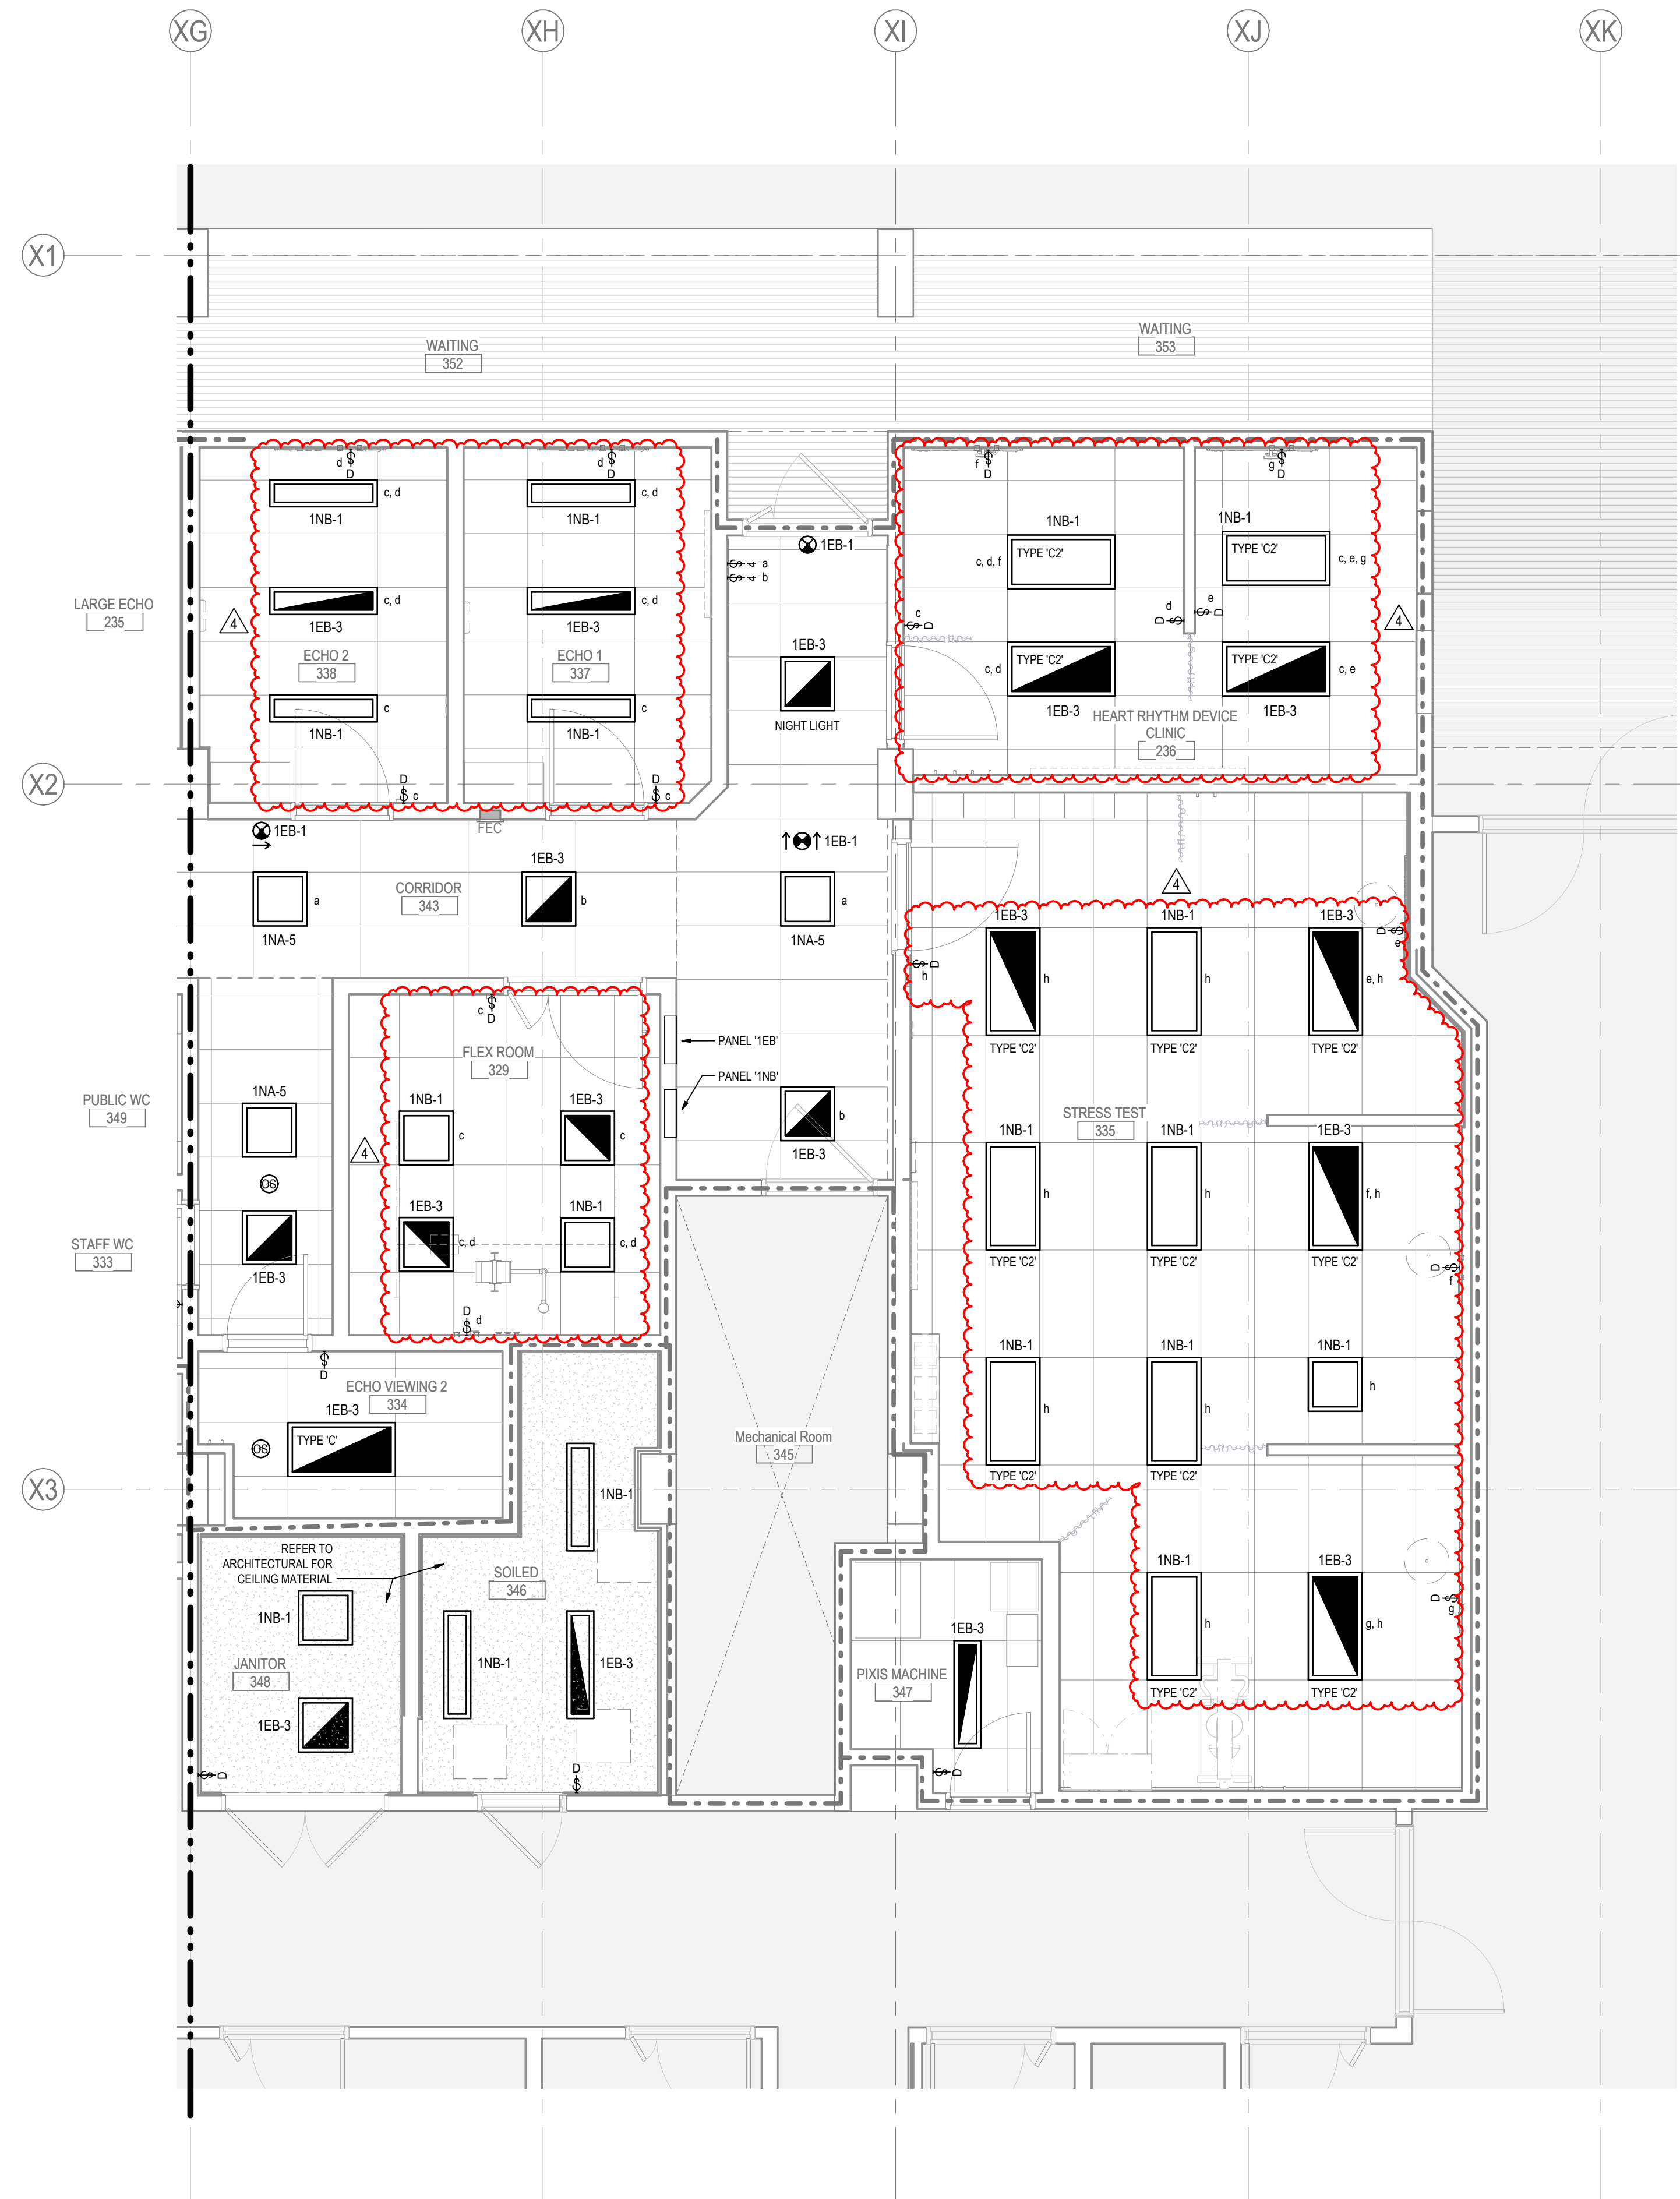 XG
XH
XI
XJ
XK
X1
WAITING
353
WAITING
352
d
D
d
D
f
D
g
D
c, d
1NB-1
c, d
1NB-1
1NB-1
TYPE 'C2'
c, d, f
1NB-1
TYPE 'C2'
c, e, g
1EB-1
4 a
4 b
LARGE ECHO
235
4
c, d
1EB-3
c, d
1EB-3
c
D
d
D
e
D
4
ECHO 2
338
ECHO 1
337
1EB-3
NIGHT LIGHT
c, d
TYPE 'C2'
1EB-3
TYPE 'C2'
c, e
1EB-3
c
1NB-1
c
1NB-1
HEART RHYTHM DEVICE
CLINIC
236
X2
D
c
D
c
FEC
1EB-1
1EB-1
1EB-3
a
1NA-5
CORRIDOR
343
b
a
1NA-5
4
1EB-3
1NB-1
1EB-3
D
e
D
h
h
h
e, h
TYPE 'C2'
TYPE 'C2'
TYPE 'C2'
c
D
FLEX ROOM
329
PANEL '1EB'
PANEL '1NB'
PUBLIC WC
349
1NA-5
1NB-1
c
1EB-3
c
4
b
1EB-3
STRESS TEST
335
1NB-1
1NB-1
1EB-3
h
h
f, h
TYPE 'C2'
TYPE 'C2'
TYPE 'C2'
OS
STAFF WC
333
1EB-3
1EB-3
c, d
1NB-1
c, d
D
f
D
d
D
ECHO VIEWING 2
334
1EB-3
TYPE 'C'
OS
1NB-1
1NB-1
1NB-1
h
h
h
TYPE 'C2'
TYPE 'C2'
Mechanical Room
345
X3
1NB-1
REFER TO
ARCHITECTURAL FOR
CEILING MATERIAL
SOILED
346
1NB-1
1NB-1
1EB-3
h
g, h
D
g
TYPE 'C2'
TYPE 'C2'
JANITOR
348
1EB-3
D
1NB-1
1EB-3
D
1EB-3
PIXIS MACHINE
347
D